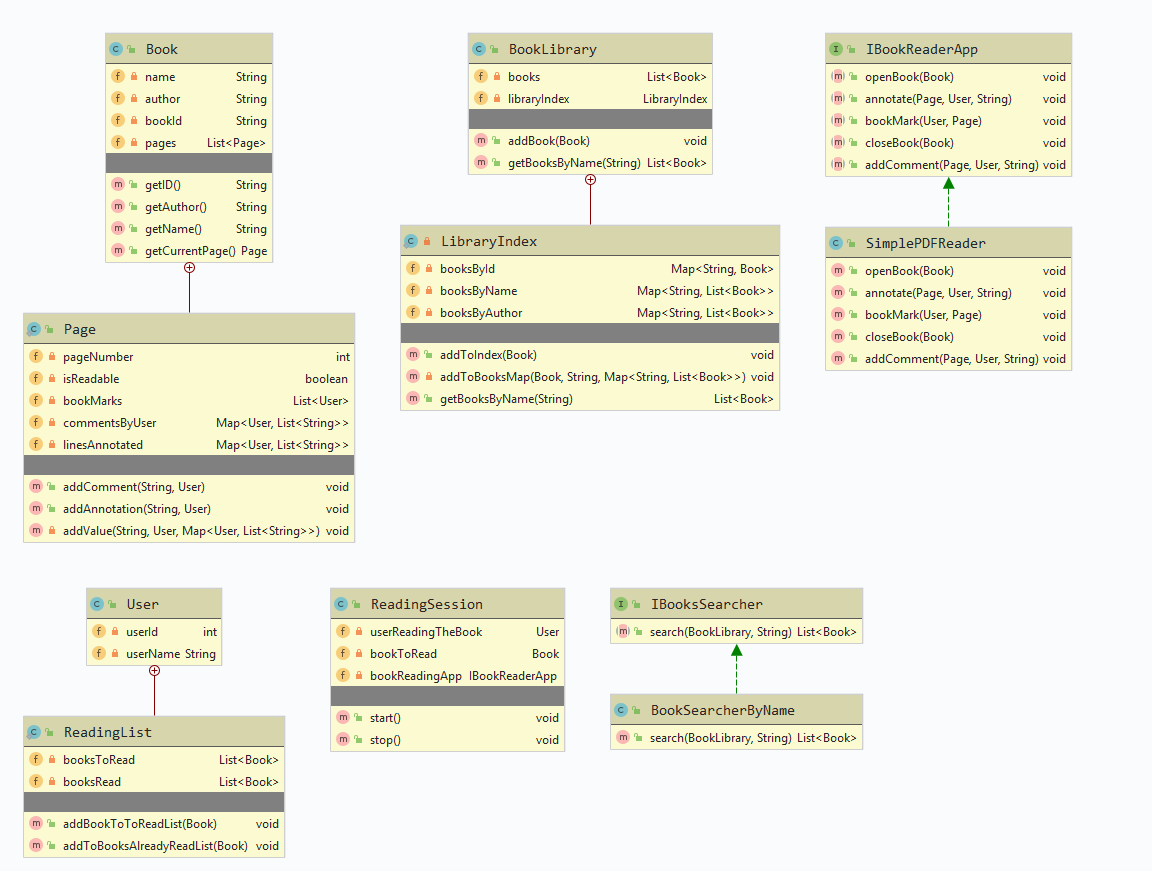 Book
name String
author String
bookId String
pages List<Page>
getID() String
getAuthor() String
getName() String
getCurrentPage() Page
Page
pageNumber int
isReadable boolean
bookMarks List<User>
commentsByUser Map<User, List<String>>
linesAnnotated Map<User, List<String>>
addComment(String, User) void
addAnnotation(String, User) void
addValue(String, User, Map<User, List<String>>) void
BookLibrary
books List<Book>
libraryIndex LibraryIndex
addBook(Book) void
getBooksByName(String) List<Book>
LibraryIndex
booksById Map<String, Book>
booksByName Map<String, List<Book>>
booksByAuthor Map<String, List<Book>>
addToIndex(Book) void
addToBooksMap(Book, String, Map<String, List<Book>>) void
getBooksByName(String) List<Book>
IBookReaderApp
openBook(Book) void
annotate(Page, User, String) void
bookMark(User, Page) void
closeBook(Book) void
addComment(Page, User, String) void
SimplePDFReader
openBook(Book) void
annotate(Page, User, String) void
bookMark(User, Page) void
closeBook(Book) void
addComment(Page, User, String) void
User
userId int
userName String
ReadingList
booksToRead List<Book>
booksRead List<Book>
addBookToToReadList(Book) void
addToBooksAlreadyReadList(Book) void
ReadingSession
userReadingTheBook User
bookToRead Book
bookReadingApp IBookReaderApp
start() void
stop() void
IBooksSearcher
search(BookLibrary, String) List<Book>
BookSearcherByName
search(BookLibrary, String) List<Book>